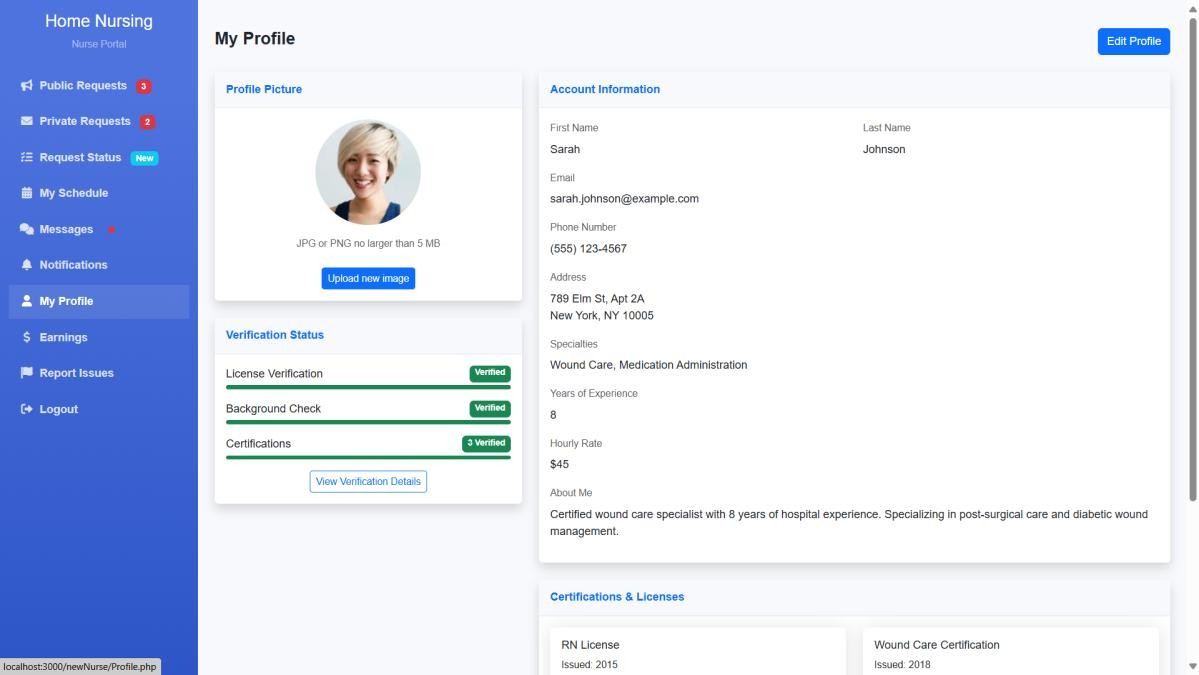 Home Nursing
Nurse Portal
Public Requests 3
Private Requests 2
Request Status New
My Schedule
Messages
Notifications
My Profile
Earnings
Report Issues
Logout
localhost:3000/newNurse/Profile.php
My Profile
Edit Profile
Profile Picture
JPG or PNG no larger than 5 MB
Upload new image
Verification Status
License Verification Verified
Background Check Verified
Certifications 3 Verified
View Verification Details
Account Information
First Name Last Name
Sarah Johnson
Email
sarah.johnson@example.com
Phone Number
(555) 123-4567
Address
789 Elm St, Apt 2A
New York, NY 10005
Specialties
Wound Care, Medication Administration
Years of Experience
8
Hourly Rate
$45
About Me
Certified wound care specialist with 8 years of hospital experience. Specializing in post-surgical care and diabetic wound
management.
Certifications & Licenses
RN License Wound Care Certification
Issued: 2015 Issued: 2018